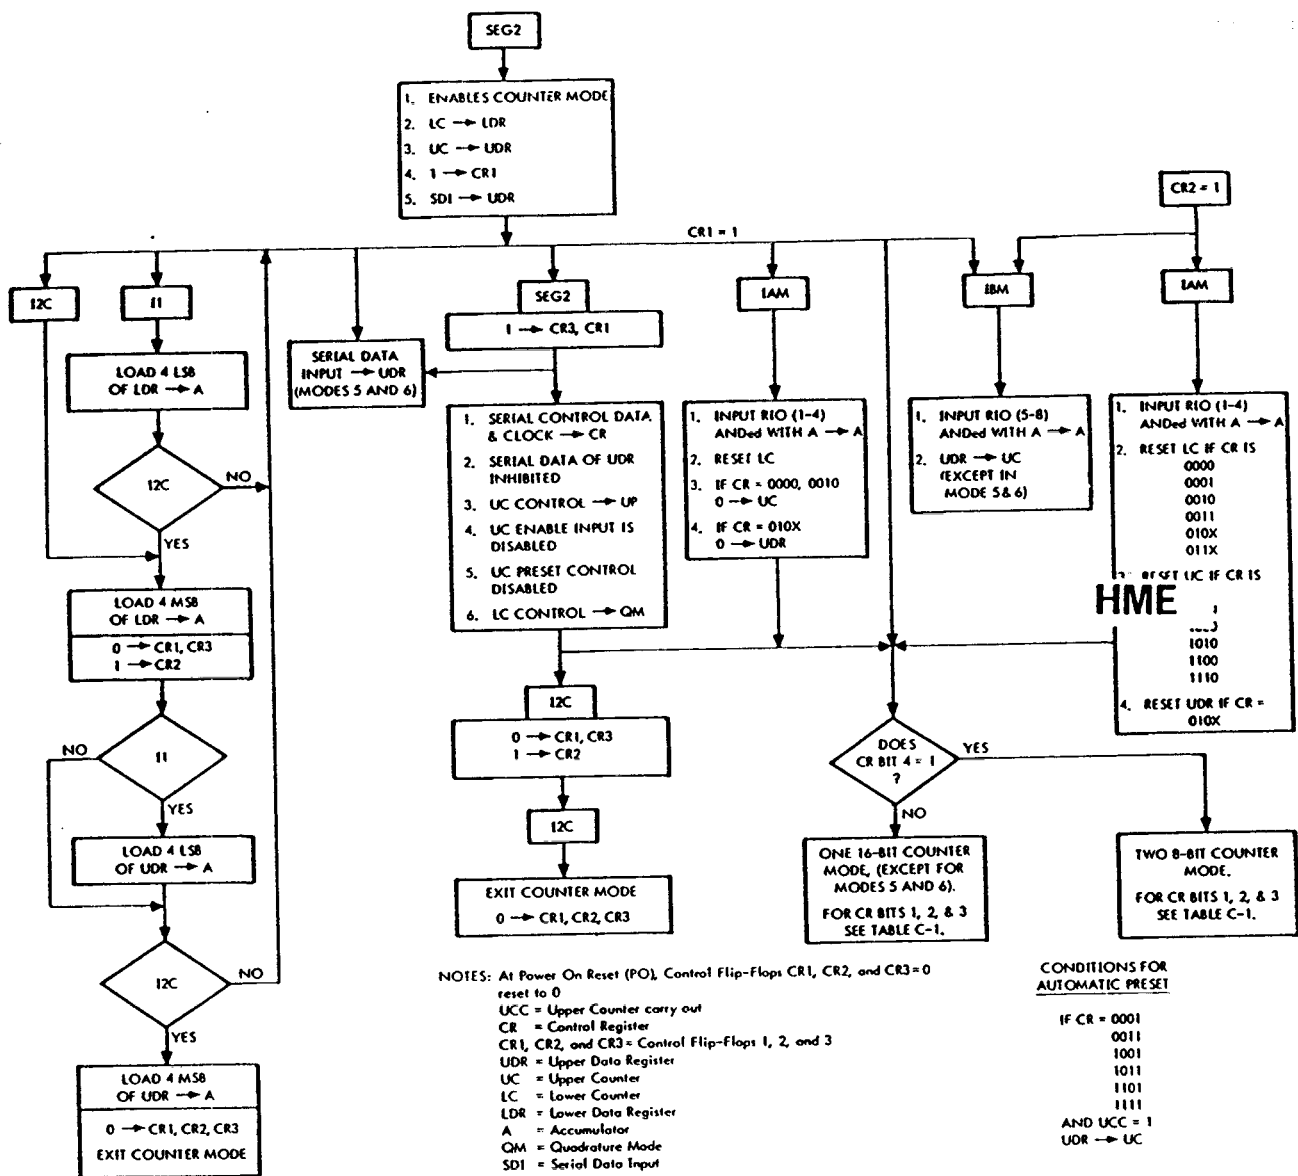 SEG2
1. ENABLES COUNTER MODE
2. LC → LDR
3. UC → UDR
4. 1 → CR1
5. SDI → UDR
CR2 = 1
CR1 = 1
I2C
I1
SEG2
1 → CR3, CR1
IAM
IBM
IAM
LOAD 4 LSB
OF LDR → A
SERIAL DATA
INPUT → UDR
(MODES 5 AND 6)
I2C
NO
YES
1. SERIAL CONTROL DATA
& CLOCK → CR
2. SERIAL DATA OF UDR
INHIBITED
3. UC CONTROL → UP
4. UC ENABLE INPUT IS
DISABLED
5. UC PRESET CONTROL
DISABLED
6. LC CONTROL → QM
1. INPUT RIO (1-4)
ANDed WITH A → A
2. RESET LC
3. IF CR = 0000, 0010
0 → UC
4. IF CR = 010X
0 → UDR
1. INPUT RIO (5-8)
ANDed WITH A → A
2. UDR → UC
(EXCEPT IN
MODE 5 & 6)
1. INPUT RIO (1-4)
ANDed WITH A → A
2. RESET LC IF CR IS
0000
0001
0010
0011
010X
011X
RESET UC IF CR IS
HME
1010
1100
1110
4. RESET UDR IF CR =
010X
LOAD 4 MSB
OF LDR → A
0 → CR1, CR3
1 → CR2
I1
NO
YES
LOAD 4 LSB
OF UDR → A
I2C
NO
YES
LOAD 4 MSB
OF UDR → A
0 → CR1, CR2, CR3
EXIT COUNTER MODE
I2C
0 → CR1, CR3
1 → CR2
I2C
EXIT COUNTER MODE
0 → CR1, CR2, CR3
DOES
CR BIT 4 = 1
?
YES
NO
ONE 16-BIT COUNTER
MODE, (EXCEPT FOR
MODES 5 AND 6).
FOR CR BITS 1, 2, & 3
SEE TABLE C-1.
TWO 8-BIT COUNTER
MODE.
FOR CR BITS 1, 2, & 3
SEE TABLE C-1.
NOTES: At Power On Reset (PO), Control Flip-Flops CR1, CR2, and CR3=0
reset to 0
UCC = Upper Counter carry out
CR = Control Register
CR1, CR2, and CR3= Control Flip-Flops 1, 2, and 3
UDR = Upper Data Register
UC = Upper Counter
LC = Lower Counter
LDR = Lower Data Register
A = Accumulator
QM = Quadrature Mode
SDI = Serial Data Input
CONDITIONS FOR
AUTOMATIC PRESET
IF CR = 0001
0011
1001
1011
1101
1111
AND UCC = 1
UDR → UC